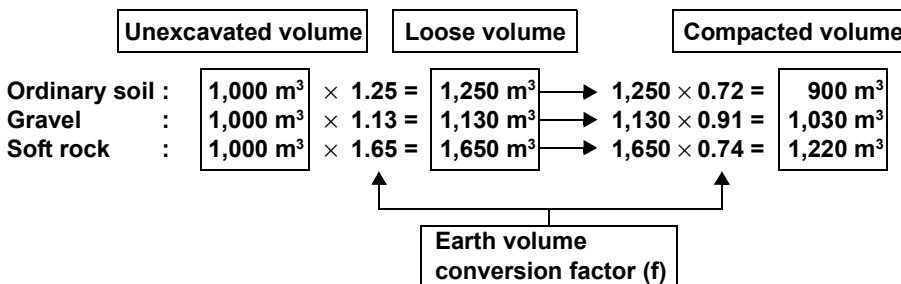 Unexcavated volume Loose volume Compacted volume
Ordinary soil : 1,000 m³ × 1.25 = 1,250 m³ → 1,250 × 0.72 = 900 m³
Gravel : 1,000 m³ × 1.13 = 1,130 m³ → 1,130 × 0.91 = 1,030 m³
Soft rock : 1,000 m³ × 1.65 = 1,650 m³ → 1,650 × 0.74 = 1,220 m³
Earth volume
conversion factor (f)